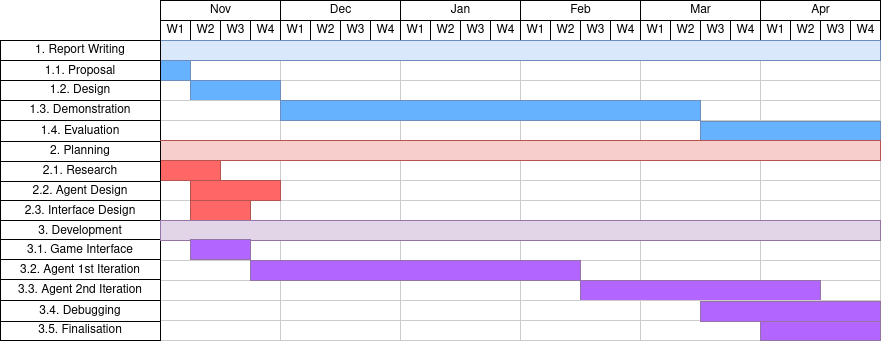 Nov Dec Jan Feb Mar Apr
W1 W2 W3 W4 W1 W2 W3 W4 W1 W2 W3 W4 W1 W2 W3 W4 W1 W2 W3 W4 W1 W2 W3 W4
1. Report Writing
1.1. Proposal
1.2. Design
1.3. Demonstration
1.4. Evaluation
2. Planning
2.1. Research
2.2. Agent Design
2.3. Interface Design
3. Development
3.1. Game Interface
3.2. Agent 1st Iteration
3.3. Agent 2nd Iteration
3.4. Debugging
3.5. Finalisation